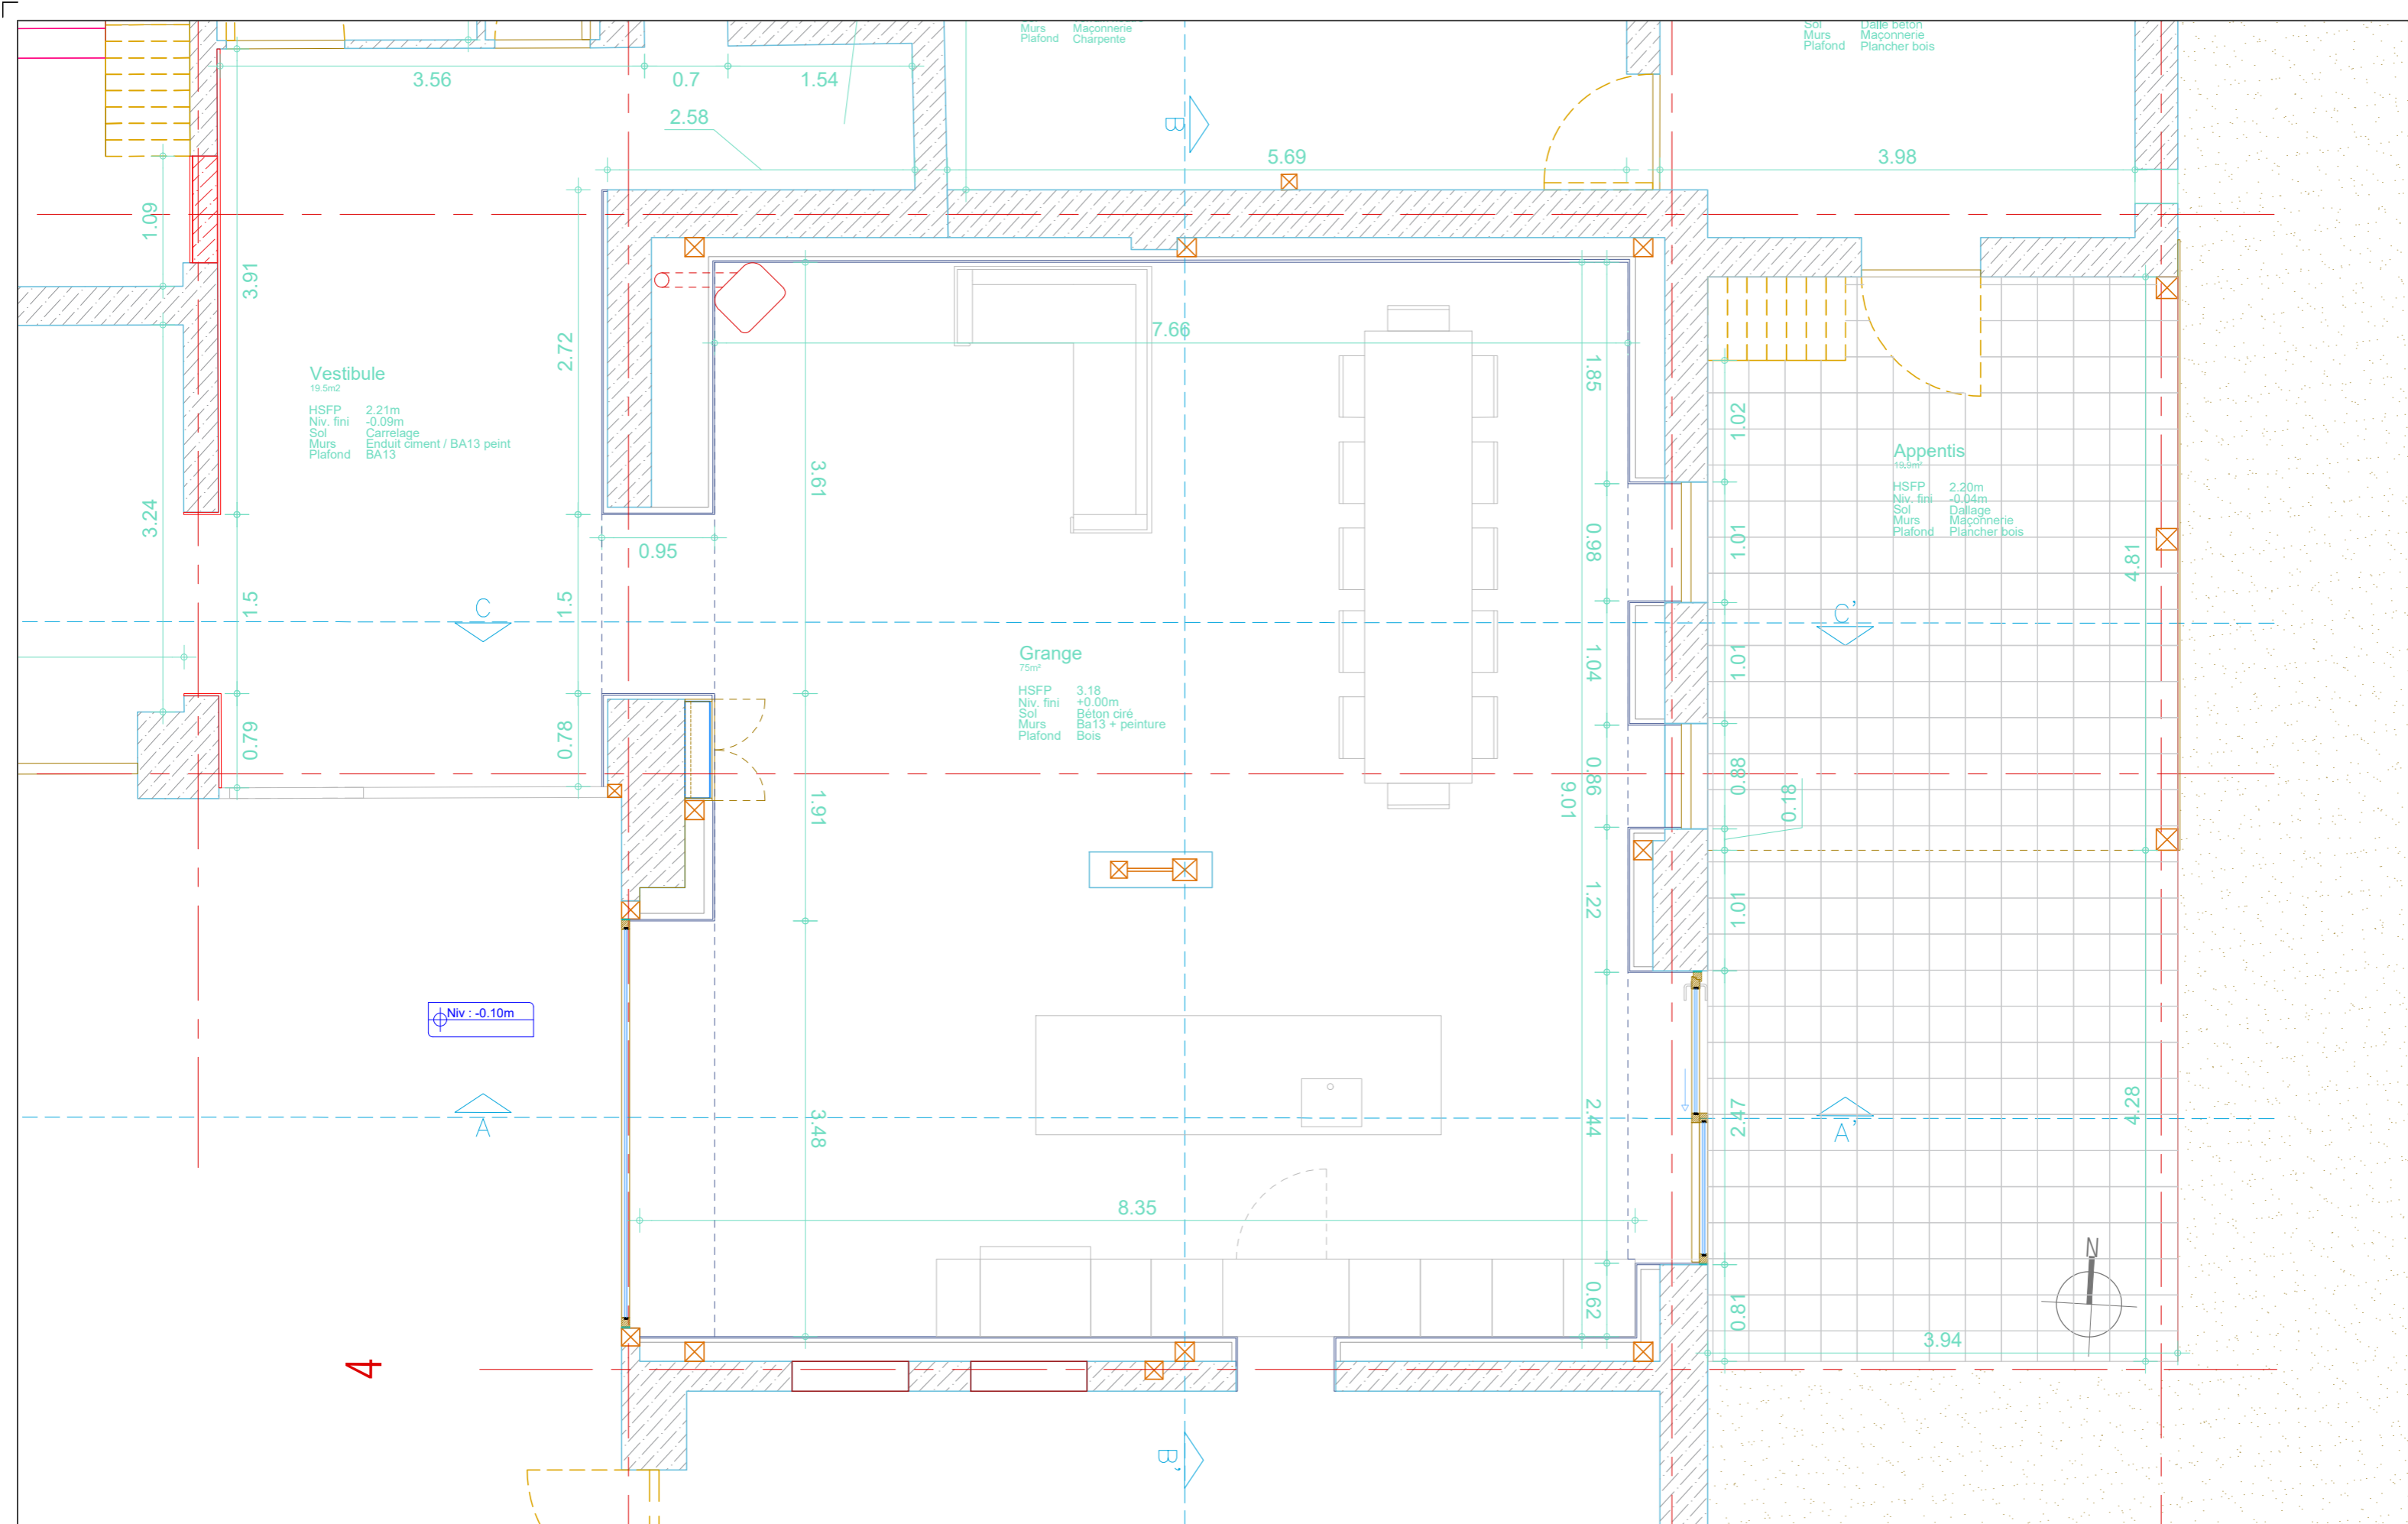 Murs Maçonnerie
Plafond Charpente
Sol Dalle béton
Murs Maçonnerie
Plafond Plancher bois
3.56
0.7
1.54
2.58
B
5.69
3.98
1.09
3.91
2.72
7.66
1.85
1.02
Vestibule
19.5m2
HSFP 2.21m
Niv. fini -0.09m
Sol Carrelage
Murs Enduit ciment / BA13 peint
Plafond BA13
Appentis
19.9m²
HSFP 2.20m
Niv. fini -0.04m
Sol Dallage
Murs Maçonnerie
Plafond Plancher bois
3.24
3.61
0.95
0.98
1.01
4.81
1.5
1.5
C
C'
Grange
75m²
HSFP 3.18
Niv. fini +0.00m
Sol Béton ciré
Murs Ba13 + peinture
Plafond Bois
1.04
1.01
0.79
0.78
1.91
0.86
9.01
0.88
0.18
1.22
1.01
Niv : -0.10m
A
3.48
2.44
2.47
A'
4.28
8.35
N
0.62
0.81
3.94
4
B'